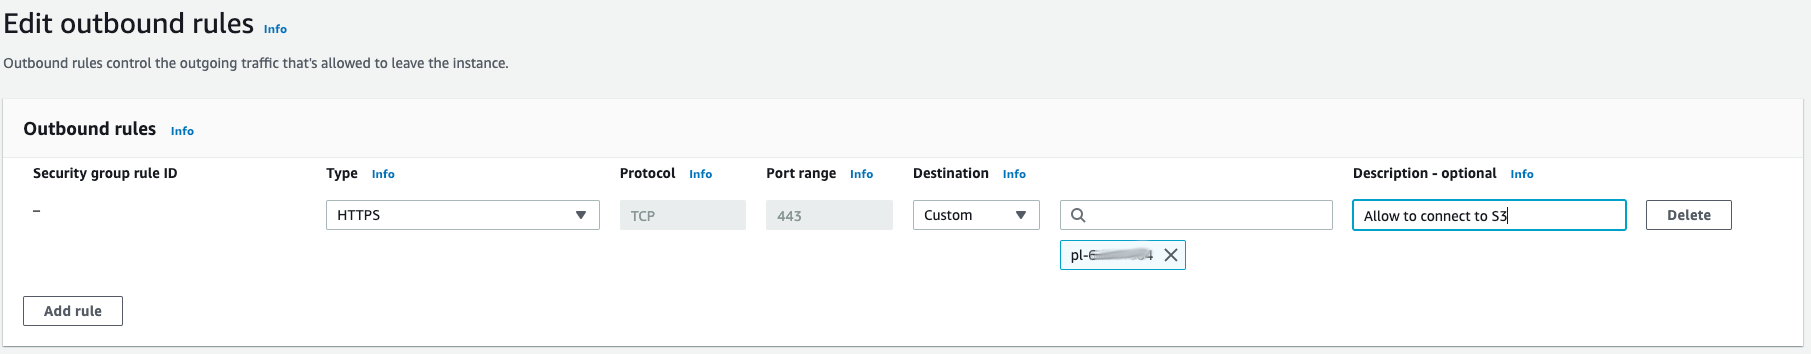 Edit outbound rules Info
Outbound rules control the outgoing traffic that's allowed to leave the instance.
Outbound rules Info
Security group rule ID Type Info Protocol Info Port range Info Destination Info Description - optional Info
– HTTPS TCP 443 Custom Allow to connect to S3 Delete
Add rule